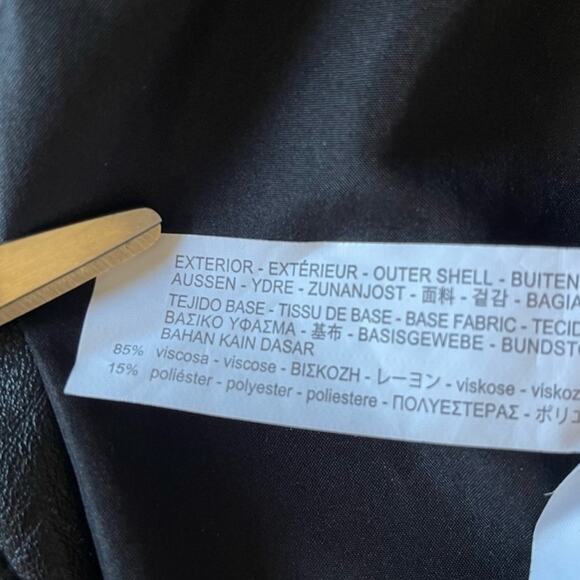 EXTERIOR - EXTÉRIEUR - OUTER SHELL - BUITEN
AUSSEN - YDRE - ZUNANJOST - 面料 - 겉감 - BAGIA
TEJIDO BASE - TISSU DE BASE - BASE FABRIC - TECID
ΒΑΣΙΚΟ ΥΦΑΣΜΑ - 基布 - BASISGEWEBE - BUNDST
BAHAN KAIN DASAR
85% viscosa - viscose - ΒΙΣΚΟΖΗ - レーヨン - viskose - viskoz
15% poliéster - polyester - poliestere - ΠΟΛΥΕΣΤΕΡΑΣ - ポリエ